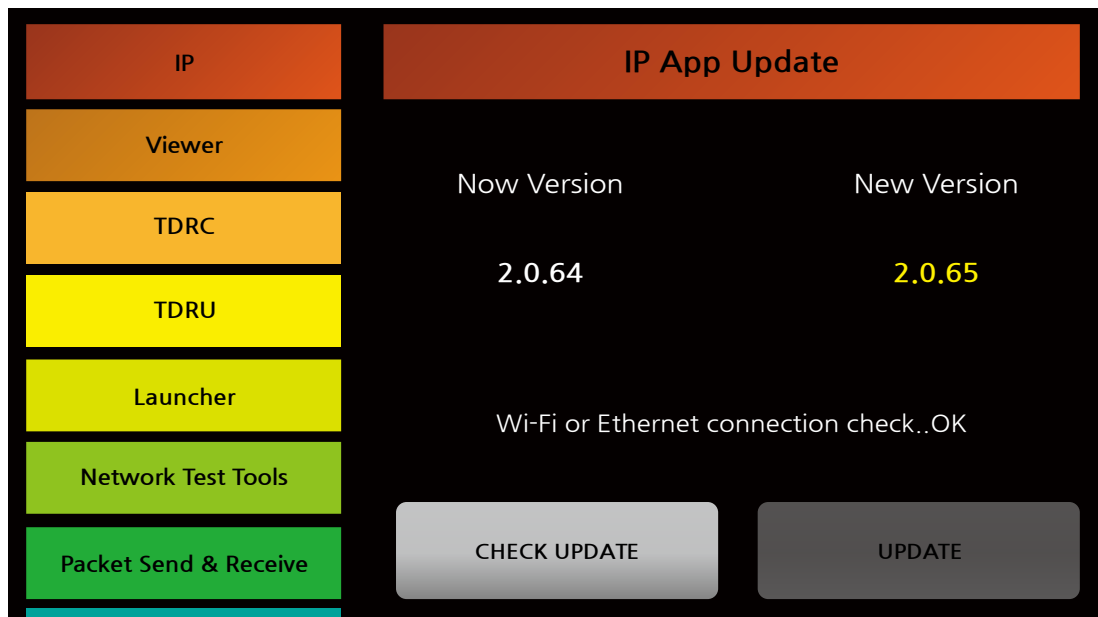 IP
Viewer
TDRC
TDRU
Launcher
Network Test Tools
Packet Send & Receive
IP App Update
Now Version
New Version
2.0.64
2.0.65
Wi-Fi or Ethernet connection check..OK
CHECK UPDATE
UPDATE